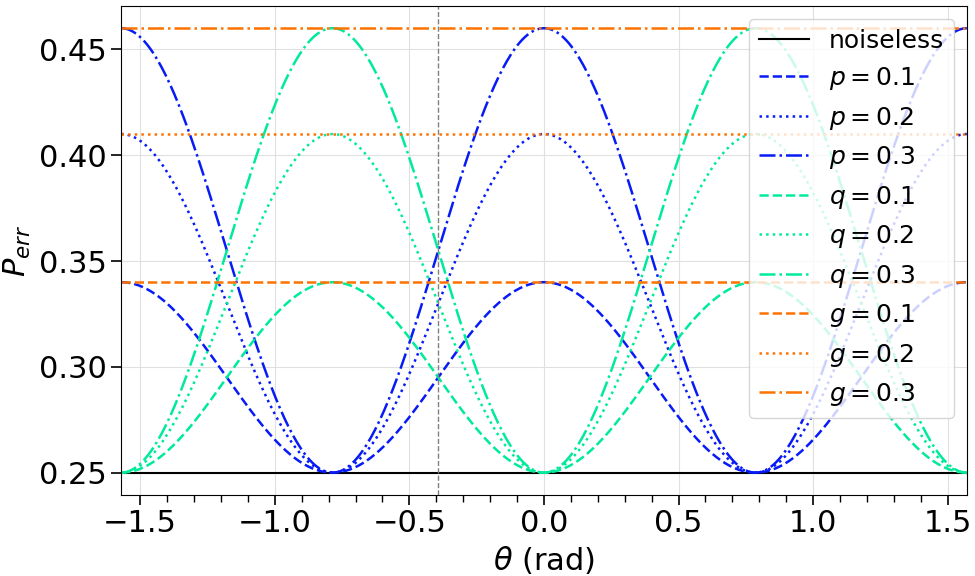 P_err
0.45
0.40
0.35
0.30
0.25
−1.5 −1.0 −0.5 0.0 0.5 1.0 1.5
θ (rad)
noiseless
p = 0.1
p = 0.2
p = 0.3
q = 0.1
q = 0.2
q = 0.3
g = 0.1
g = 0.2
g = 0.3